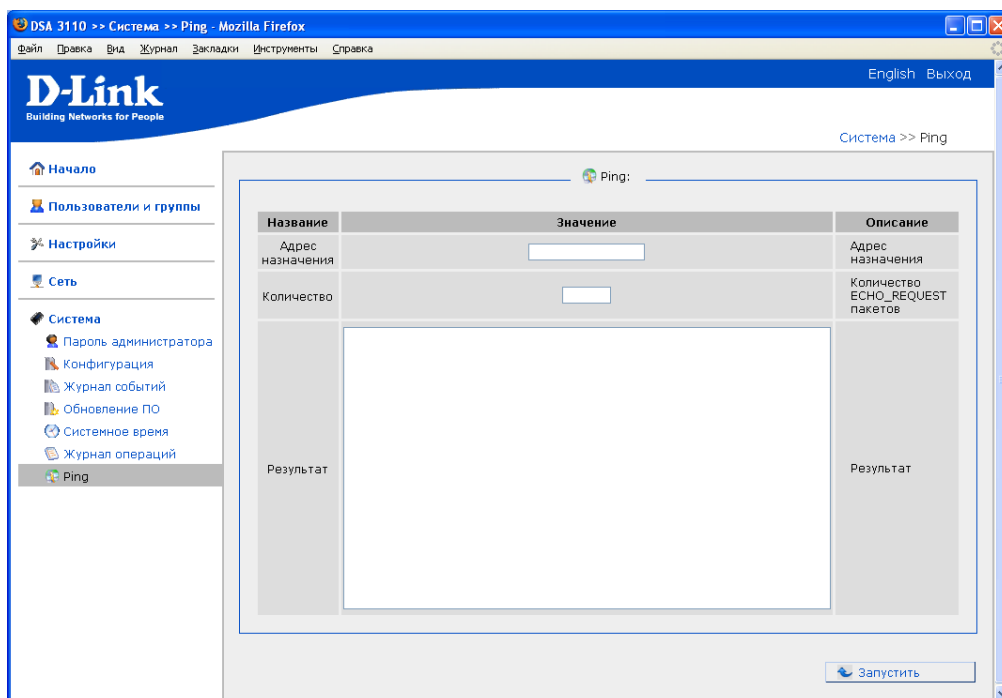 DSA 3110 >> Система >> Ping - Mozilla Firefox
Файл Правка Вид Журнал Закладки Инструменты Справка
English Выход
D-Link
Building Networks for People
Система >> Ping
Начало
Пользователи и группы
Настройки
Сеть
Система
Пароль администратора
Конфигурация
Журнал событий
Обновление ПО
Системное время
Журнал операций
Ping
Ping:
Название Значение Описание
Адрес
назначения
Адрес
назначения
Количество
Количество
ECHO_REQUEST
пакетов
Результат
Результат
Запустить